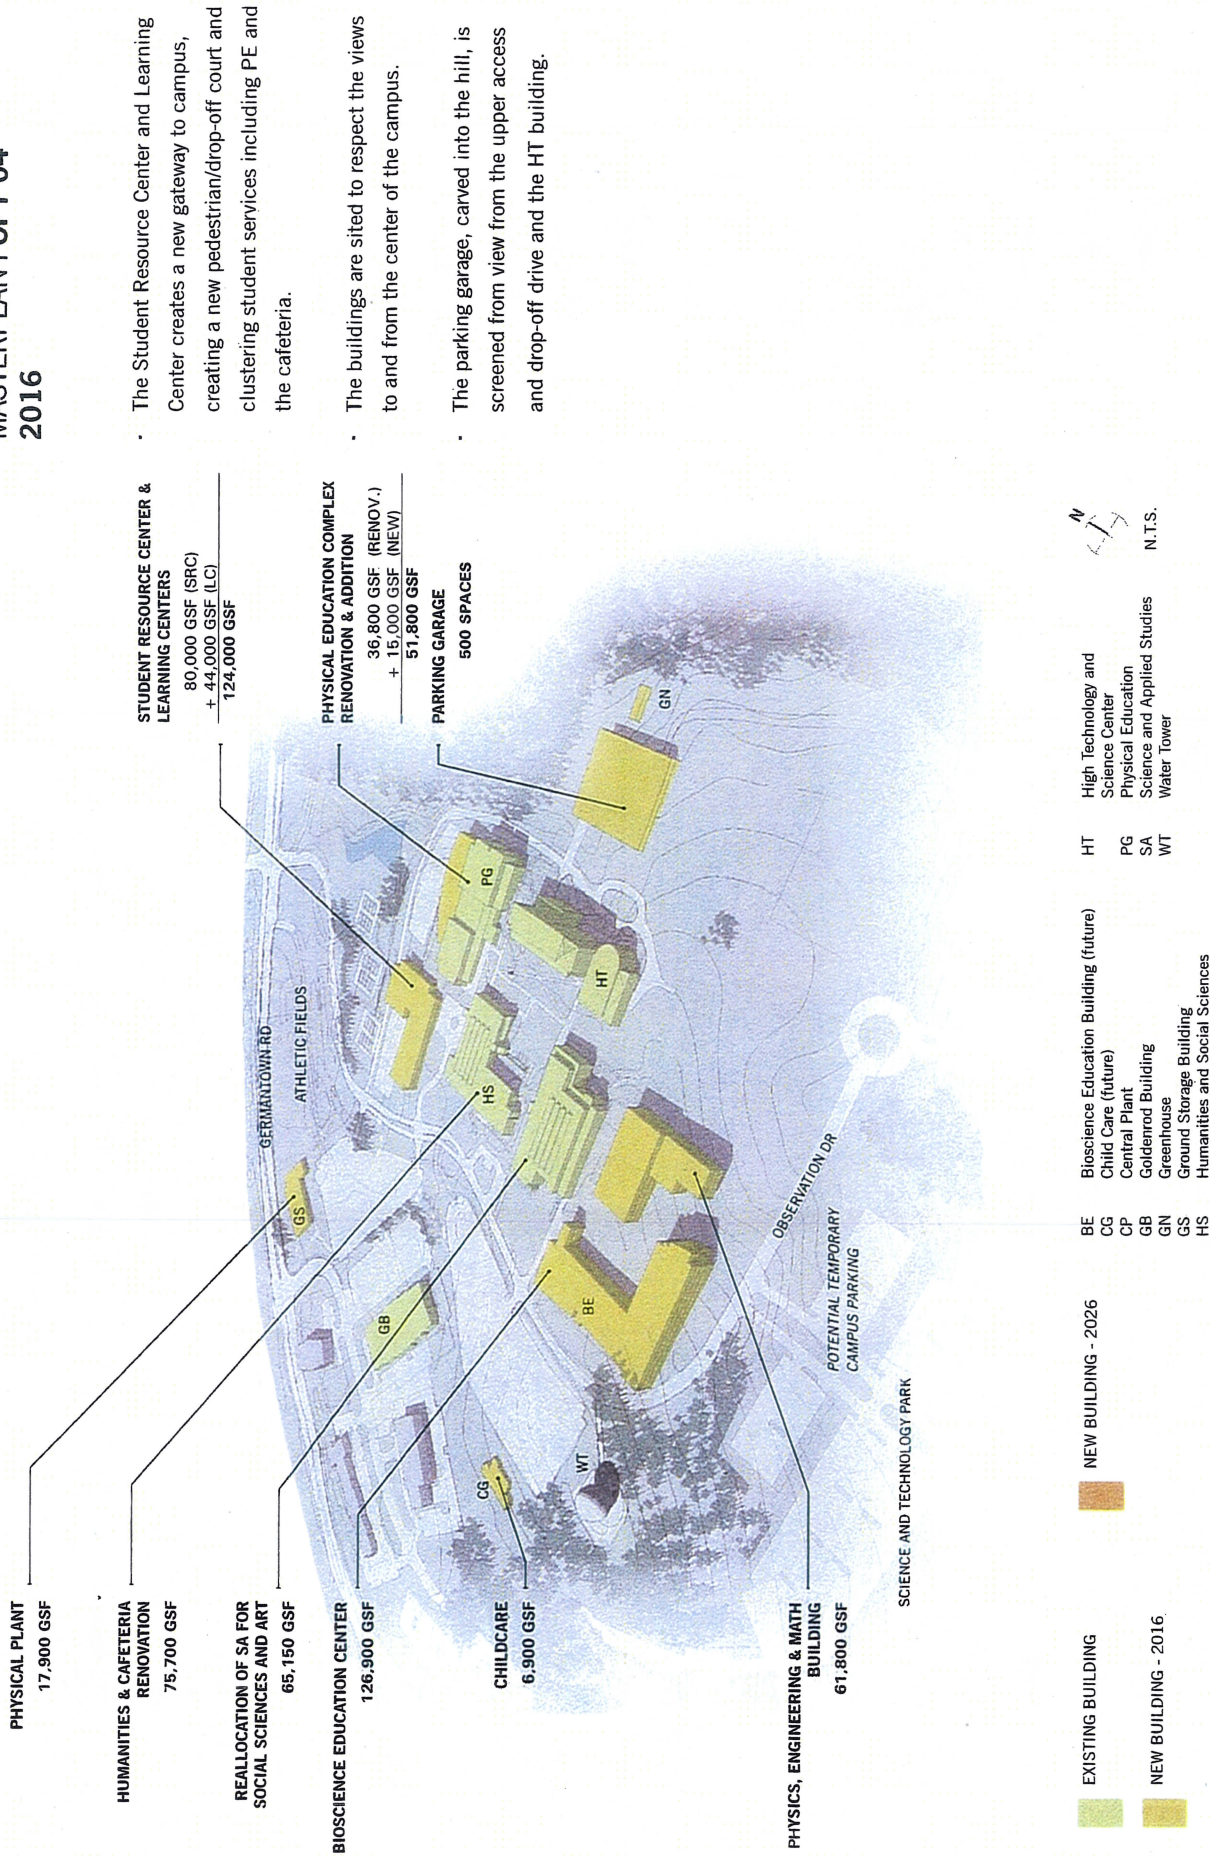 2016
PHYSICAL PLANT
17,900 GSF
HUMANITIES & CAFETERIA
RENOVATION
75,700 GSF
REALLOCATION OF SA FOR
SOCIAL SCIENCES AND ART
65,150 GSF
BIOSCIENCE EDUCATION CENTER
126,900 GSF
CHILDCARE
6,900 GSF
PHYSICS, ENGINEERING & MATH
BUILDING
61,800 GSF
GERMANTOWN RD
ATHLETIC FIELDS
GS
GB
HS
PG
HT
GN
BE
CG
WT
OBSERVATION DR
POTENTIAL TEMPORARY
CAMPUS PARKING
SCIENCE AND TECHNOLOGY PARK
STUDENT RESOURCE CENTER &
LEARNING CENTERS
80,000 GSF (SRC)
+ 44,000 GSF (LC)
124,000 GSF
PHYSICAL EDUCATION COMPLEX
RENOVATION & ADDITION
36,800 GSF (RENOV.)
+ 15,000 GSF (NEW)
51,800 GSF
PARKING GARAGE
500 SPACES
· The Student Resource Center and Learning
Center creates a new gateway to campus,
creating a new pedestrian/drop-off court and
clustering student services including PE and
the cafeteria.
· The buildings are sited to respect the views
to and from the center of the campus.
· The parking garage, carved into the hill, is
screened from view from the upper access
and drop-off drive and the HT building.
EXISTING BUILDING
NEW BUILDING - 2016
NEW BUILDING - 2026
BE Bioscience Education Building (future)
CG Child Care (future)
CP Central Plant
GB Goldenrod Building
GN Greenhouse
GS Ground Storage Building
HS Humanities and Social Sciences
HT High Technology and
Science Center
PG Physical Education
SA Science and Applied Studies
WT Water Tower
N
N.T.S.